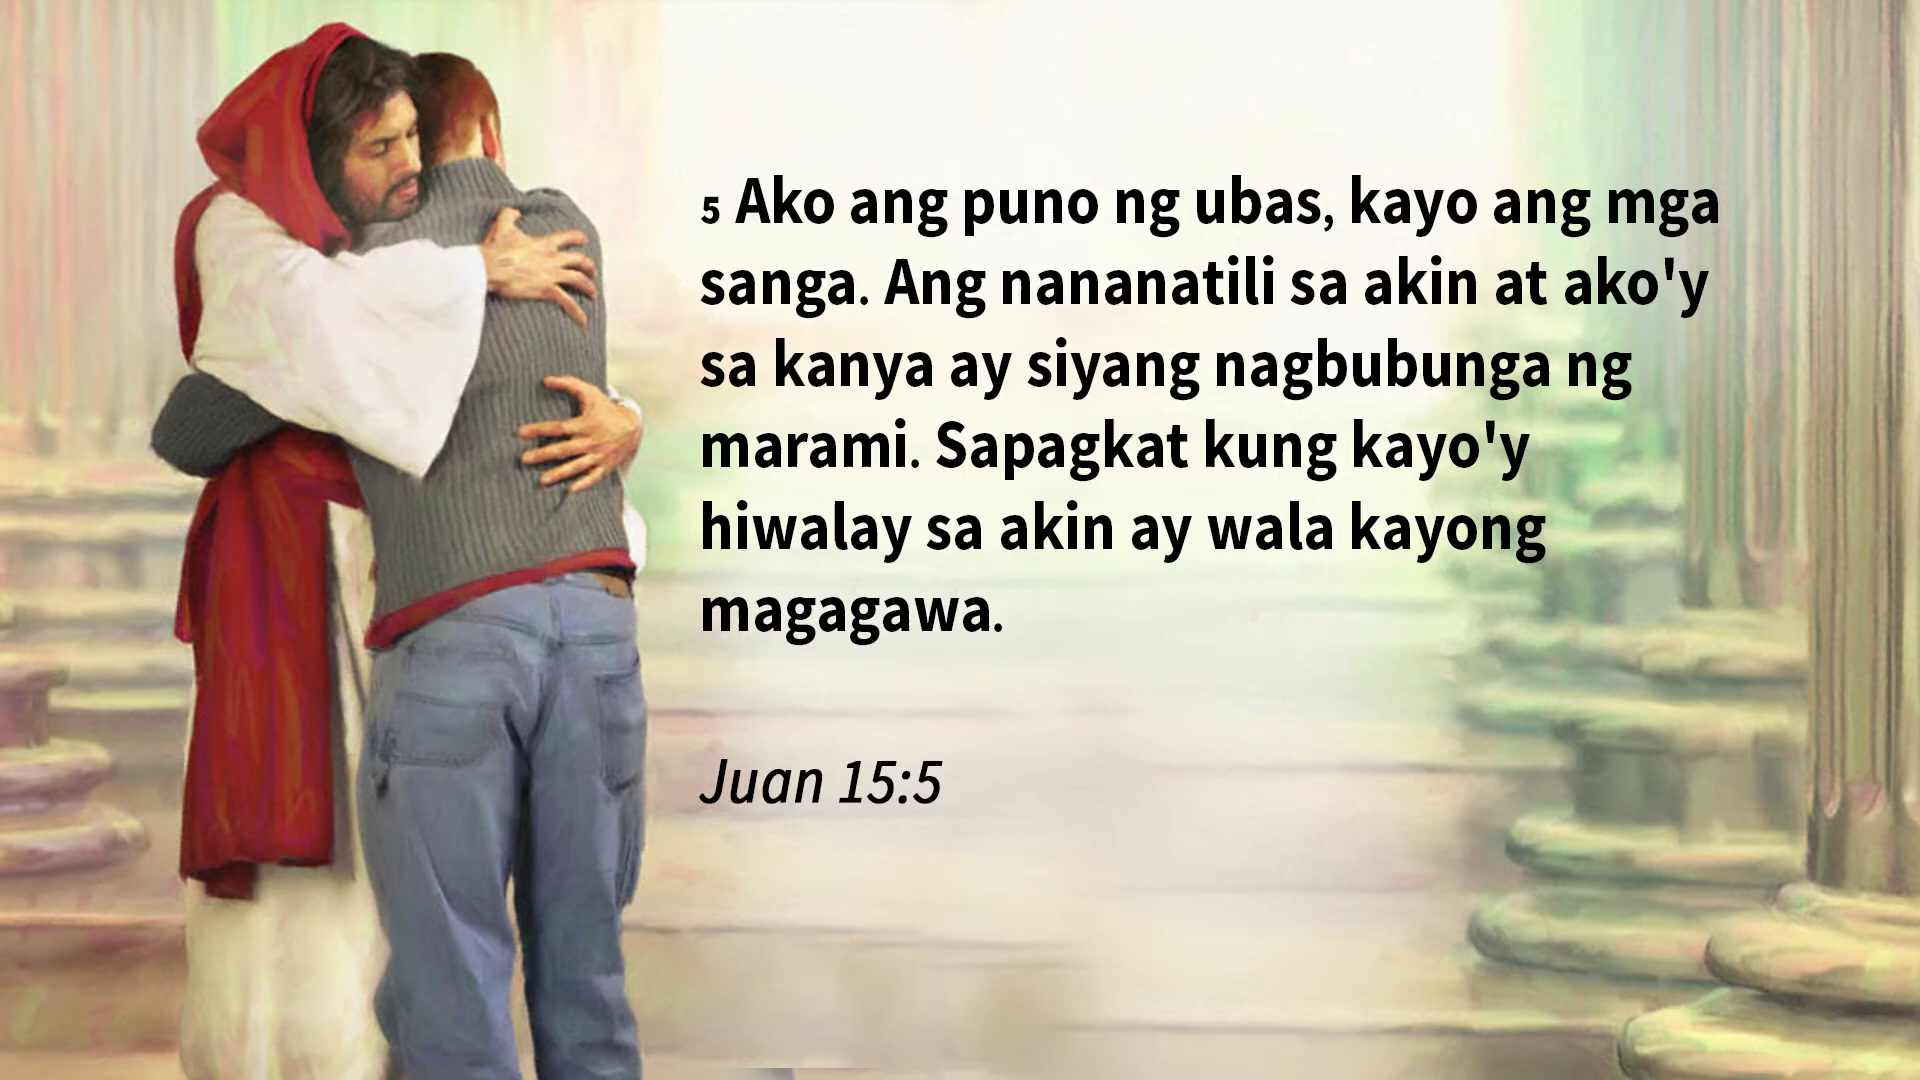 5 Ako ang puno ng ubas, kayo ang mga
sanga. Ang nananatili sa akin at ako'y
sa kanya ay siyang nagbubunga ng
marami. Sapagkat kung kayo'y
hiwalay sa akin ay wala kayong
magagawa.
Juan 15:5